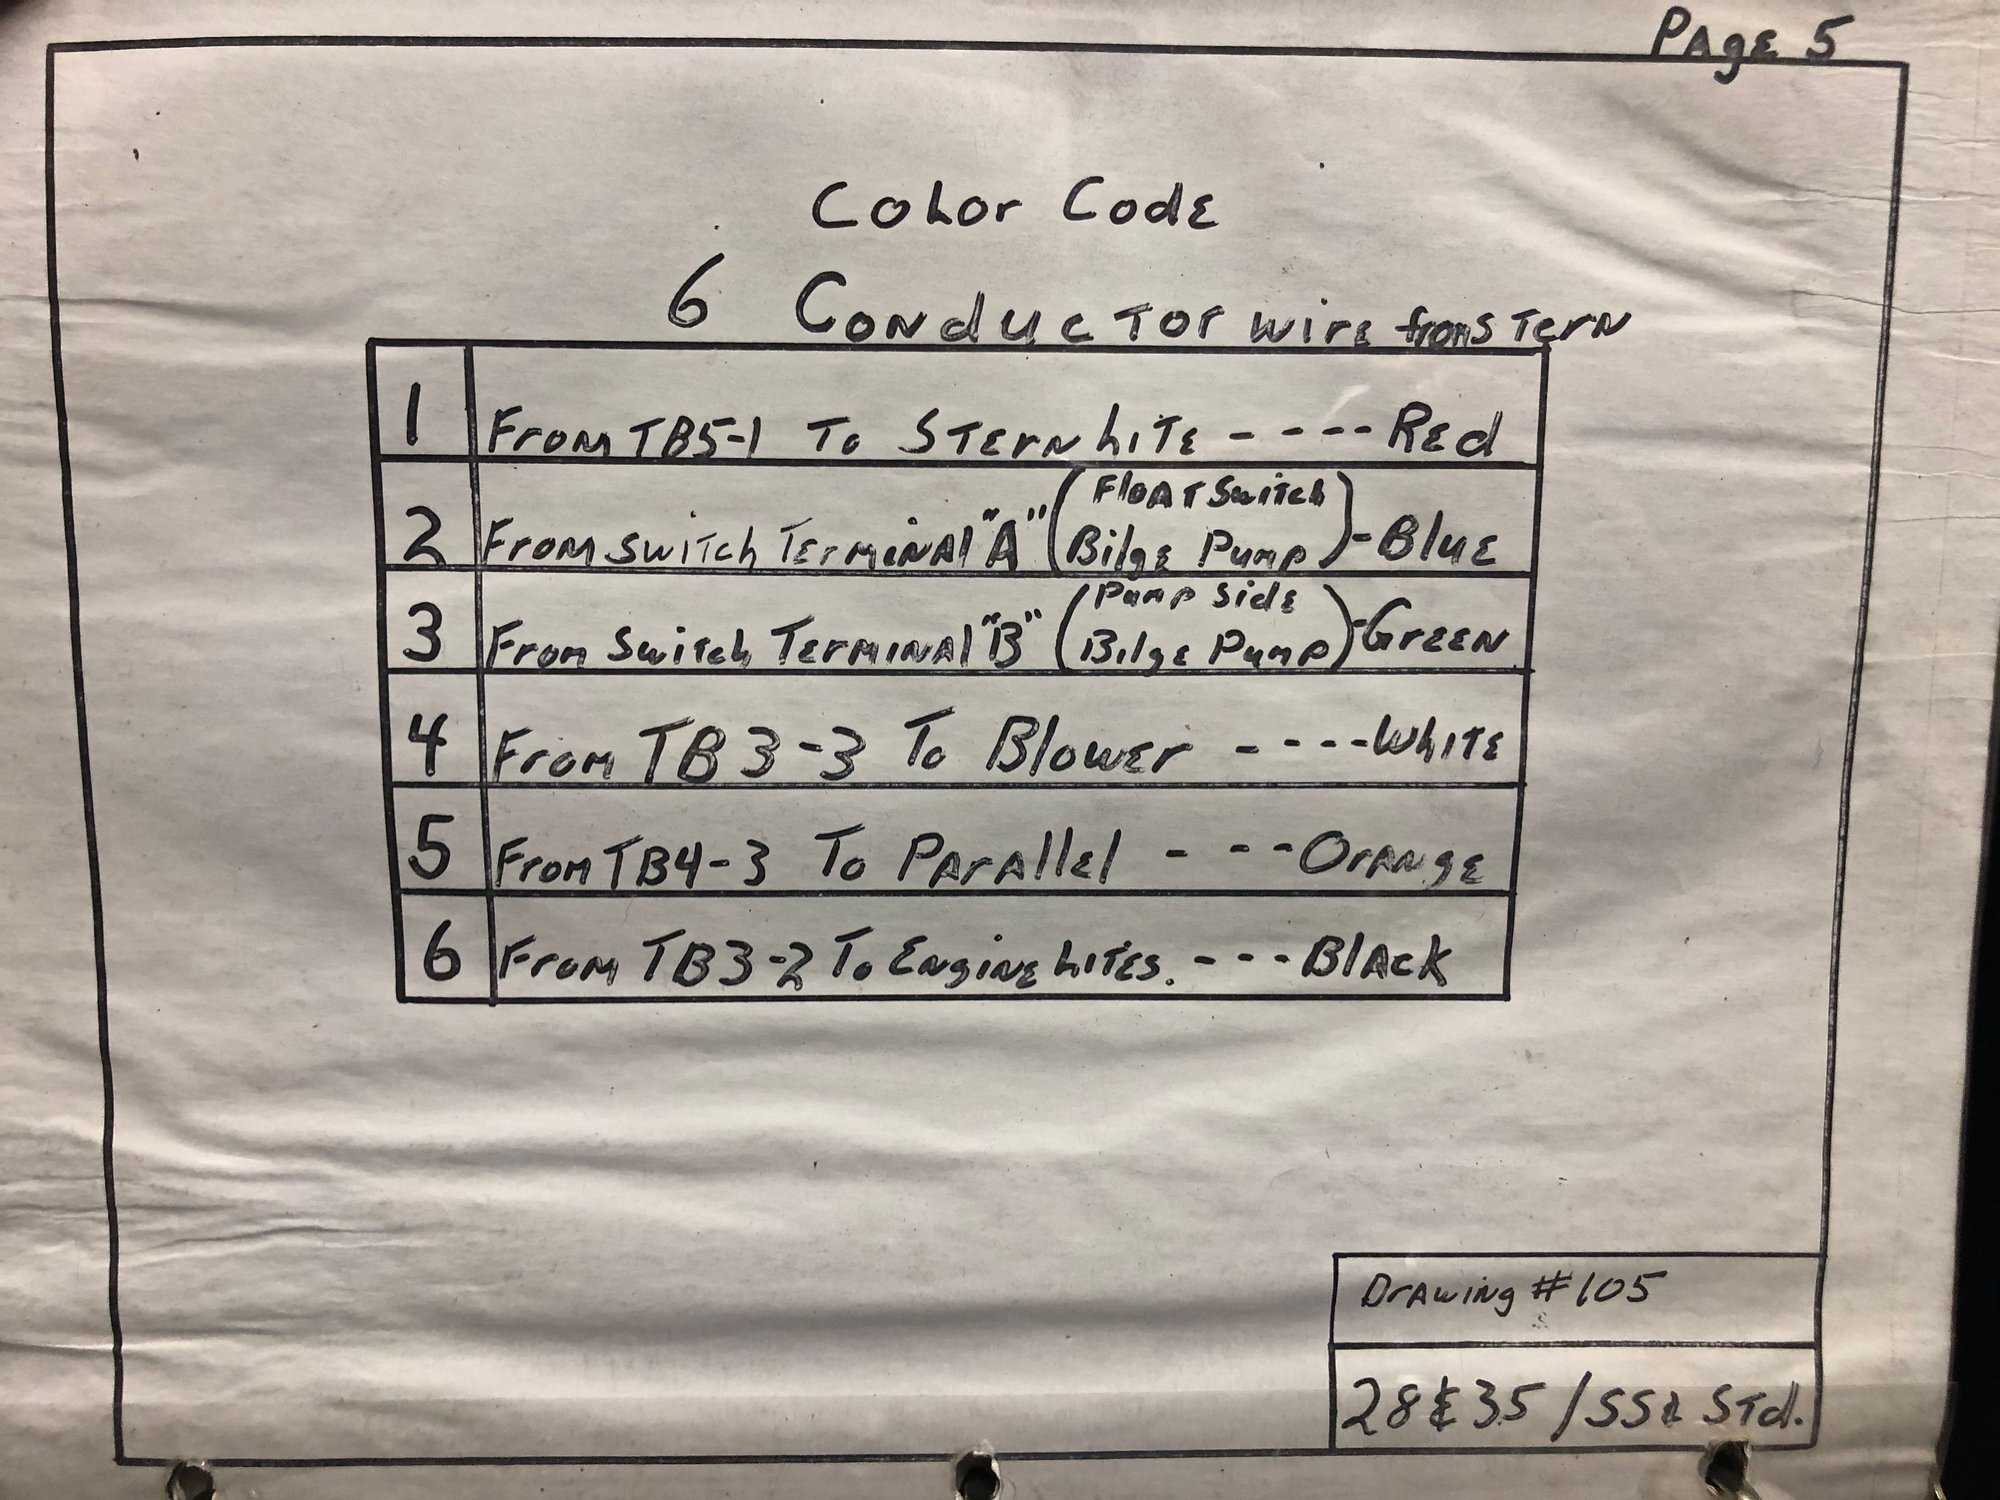 Page 5
Color Code
6 Conductor wire from Stern
1 From TB5-1 To Stern Lite - - - - Red
2 From switch Terminal "A" (Float Switch Bilge Pump) - Blue
3 From Switch Terminal "B" (Pump Side Bilge Pump) - Green
4 From TB3-3 To Blower - - - - White
5 From TB4-3 To Parallel - - - Orange
6 From TB3-2 To Engine Lites. - - - Black
Drawing #105
28 & 35 / SS & STd.